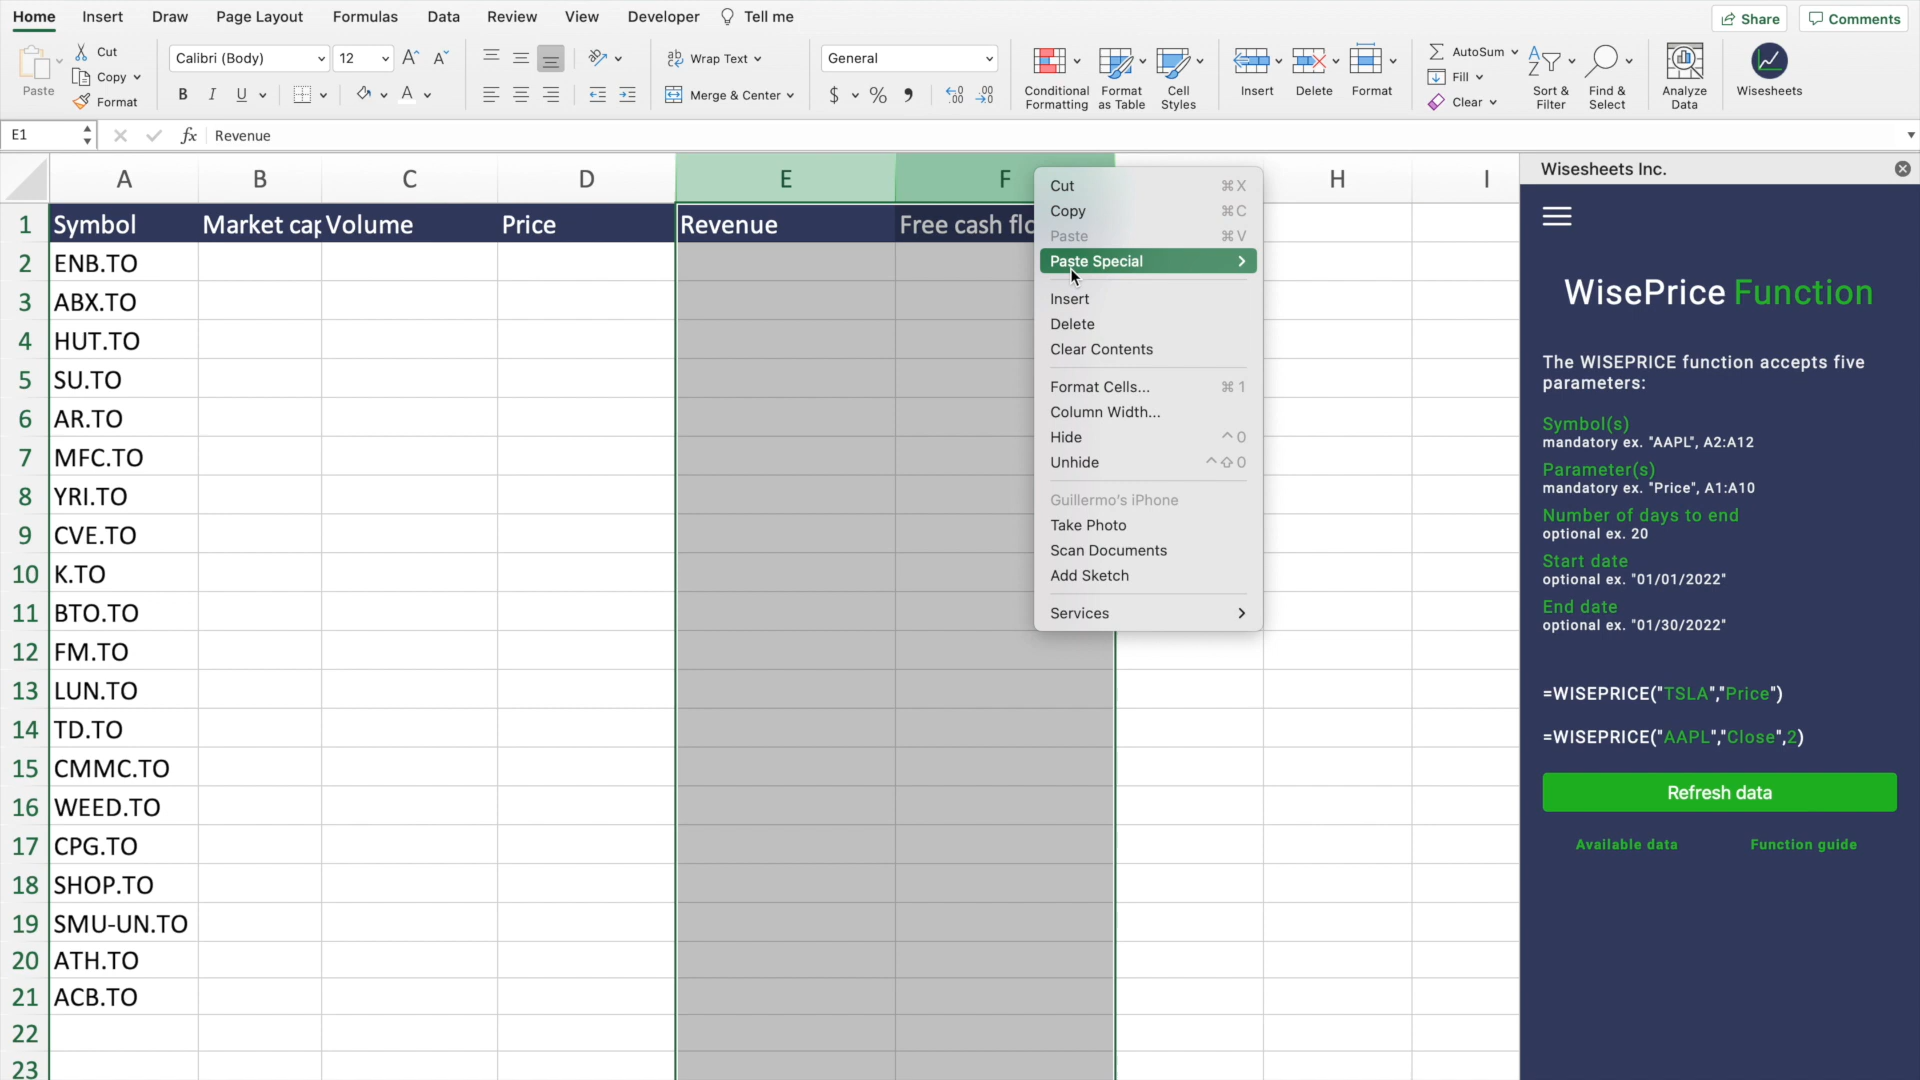 Home Insert Draw Page Layout Formulas Data Review View Developer Tell me Share Comments
Paste Cut Copy Format
Calibri (Body) 12
B I U A
Wrap Text
Merge & Center
General
$ % 9
Conditional Formatting
Format as Table
Cell Styles
Insert Delete Format
AutoSum
Fill
Clear
Sort & Filter
Find & Select
Analyze Data
Wisesheets
E1 fx Revenue
A B C D E F H I
1 Symbol Market cap Volume Price Revenue Free cash flo
2 ENB.TO
3 ABX.TO
4 HUT.TO
5 SU.TO
6 AR.TO
7 MFC.TO
8 YRI.TO
9 CVE.TO
10 K.TO
11 BTO.TO
12 FM.TO
13 LUN.TO
14 TD.TO
15 CMMC.TO
16 WEED.TO
17 CPG.TO
18 SHOP.TO
19 SMU-UN.TO
20 ATH.TO
21 ACB.TO
22
23
Cut ⌘X
Copy ⌘C
Paste ⌘V
Paste Special
Insert
Delete
Clear Contents
Format Cells... ⌘1
Column Width...
Hide ^0
Unhide ^⇧0
Guillermo's iPhone
Take Photo
Scan Documents
Add Sketch
Services
Wisesheets Inc.
WisePrice Function
The WISEPRICE function accepts five
parameters:
Symbol(s)
mandatory ex. "AAPL", A2:A12
Parameter(s)
mandatory ex. "Price", A1:A10
Number of days to end
optional ex. 20
Start date
optional ex. "01/01/2022"
End date
optional ex. "01/30/2022"
=WISEPRICE("TSLA","Price")
=WISEPRICE("AAPL","Close",2)
Refresh data
Available data Function guide